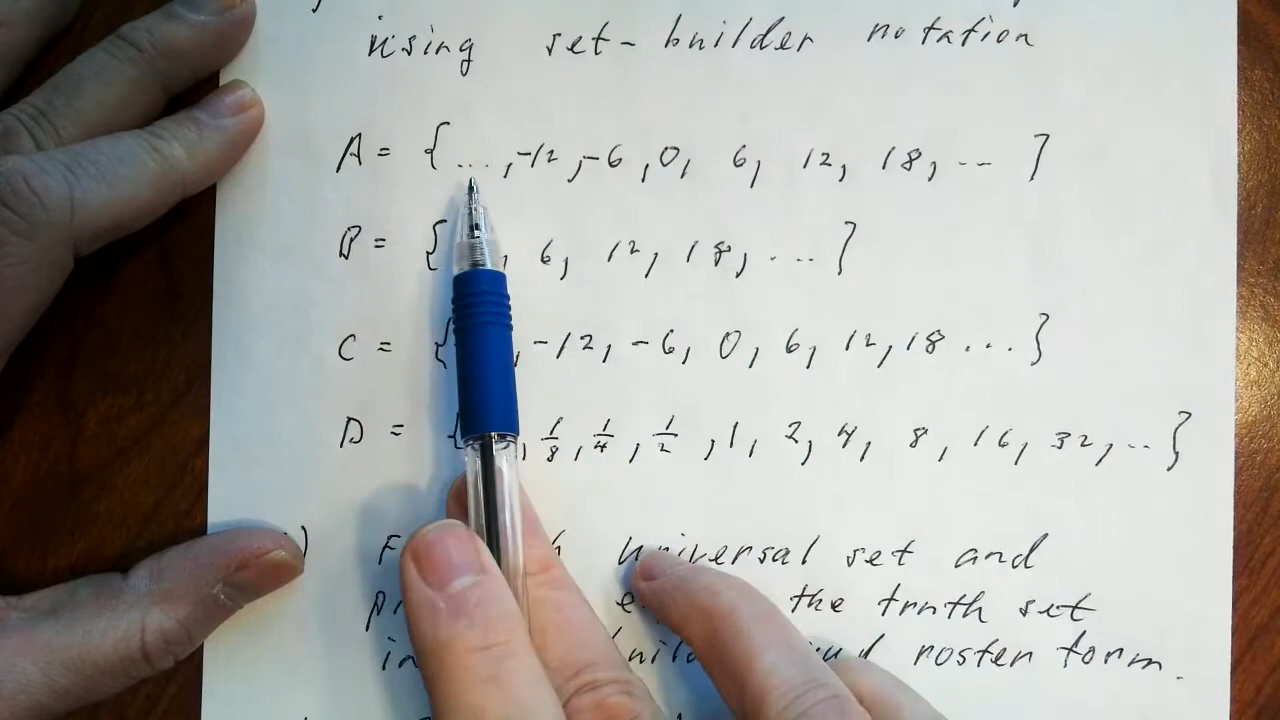 using set-builder notation
A = {..., -12, -6, 0, 6, 12, 18, ... }
B = { , 6, 12, 18, ... }
C = { , -12, -6, 0, 6, 12, 18 ... }
D = { , 1/8, 1/4, 1/2, 1, 2, 4, 8, 16, 32, ... }
universal set and
the truth set
roster form.